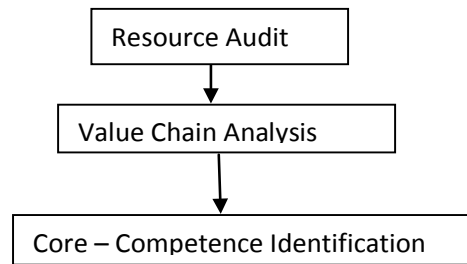 Resource Audit
Value Chain Analysis
Core – Competence Identification